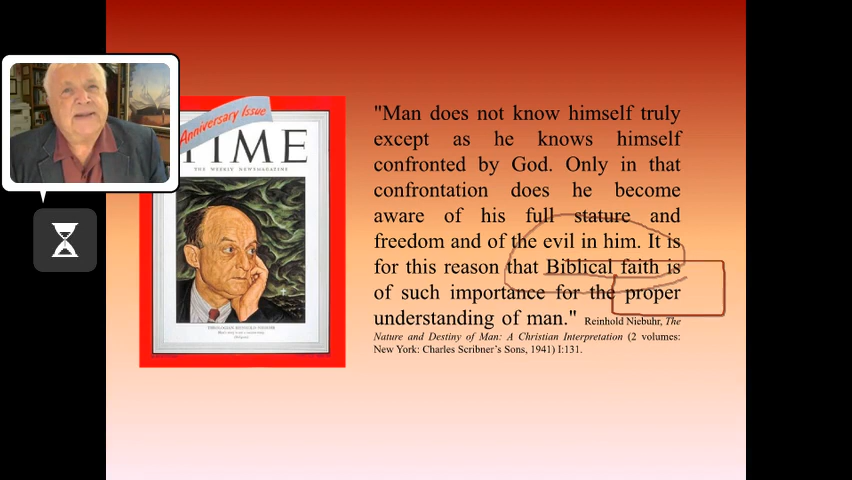 Anniversary Issue
TIME
THE WEEKLY NEWSMAGAZINE
THEOLOGIAN REINHOLD NIEBUHR
"Man does not know himself truly
except as he knows himself
confronted by God. Only in that
confrontation does he become
aware of his full stature and
freedom and of the evil in him. It is
for this reason that Biblical faith is
of such importance for the proper
understanding of man." Reinhold Niebuhr, The
Nature and Destiny of Man: A Christian Interpretation (2 volumes:
New York: Charles Scribner's Sons, 1941) I:131.